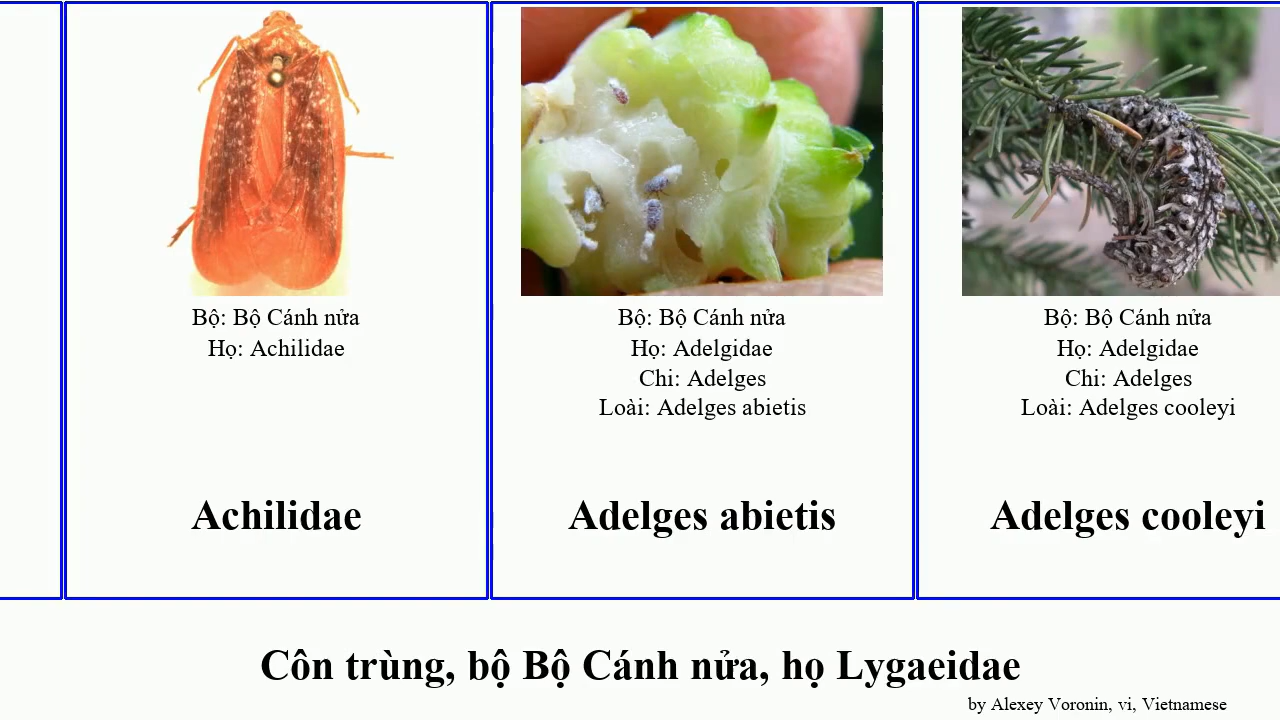 Bộ: Bộ Cánh nửa
Họ: Achilidae
Achilidae
Bộ: Bộ Cánh nửa
Họ: Adelgidae
Chi: Adelges
Loài: Adelges abietis
Adelges abietis
Bộ: Bộ Cánh nửa
Họ: Adelgidae
Chi: Adelges
Loài: Adelges cooleyi
Adelges cooleyi
Côn trùng, bộ Bộ Cánh nửa, họ Lygaeidae
by Alexey Voronin, vi, Vietnamese